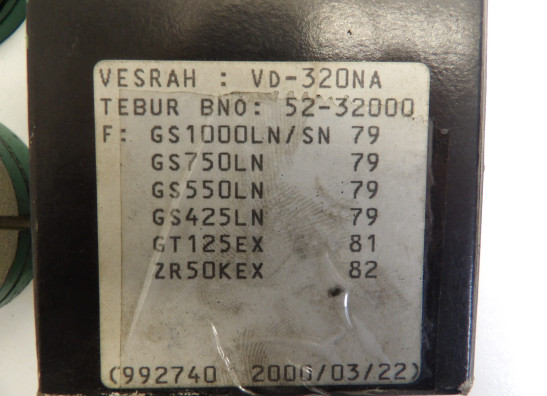 VESRAH : VD-320NA
TEBUR BNO: 52-32000
F: GS1000LN/SN 79
GS750LN 79
GS550LN 79
GS425LN 79
GT125EX 81
ZR50KEX 82
(992740 2000/03/22)